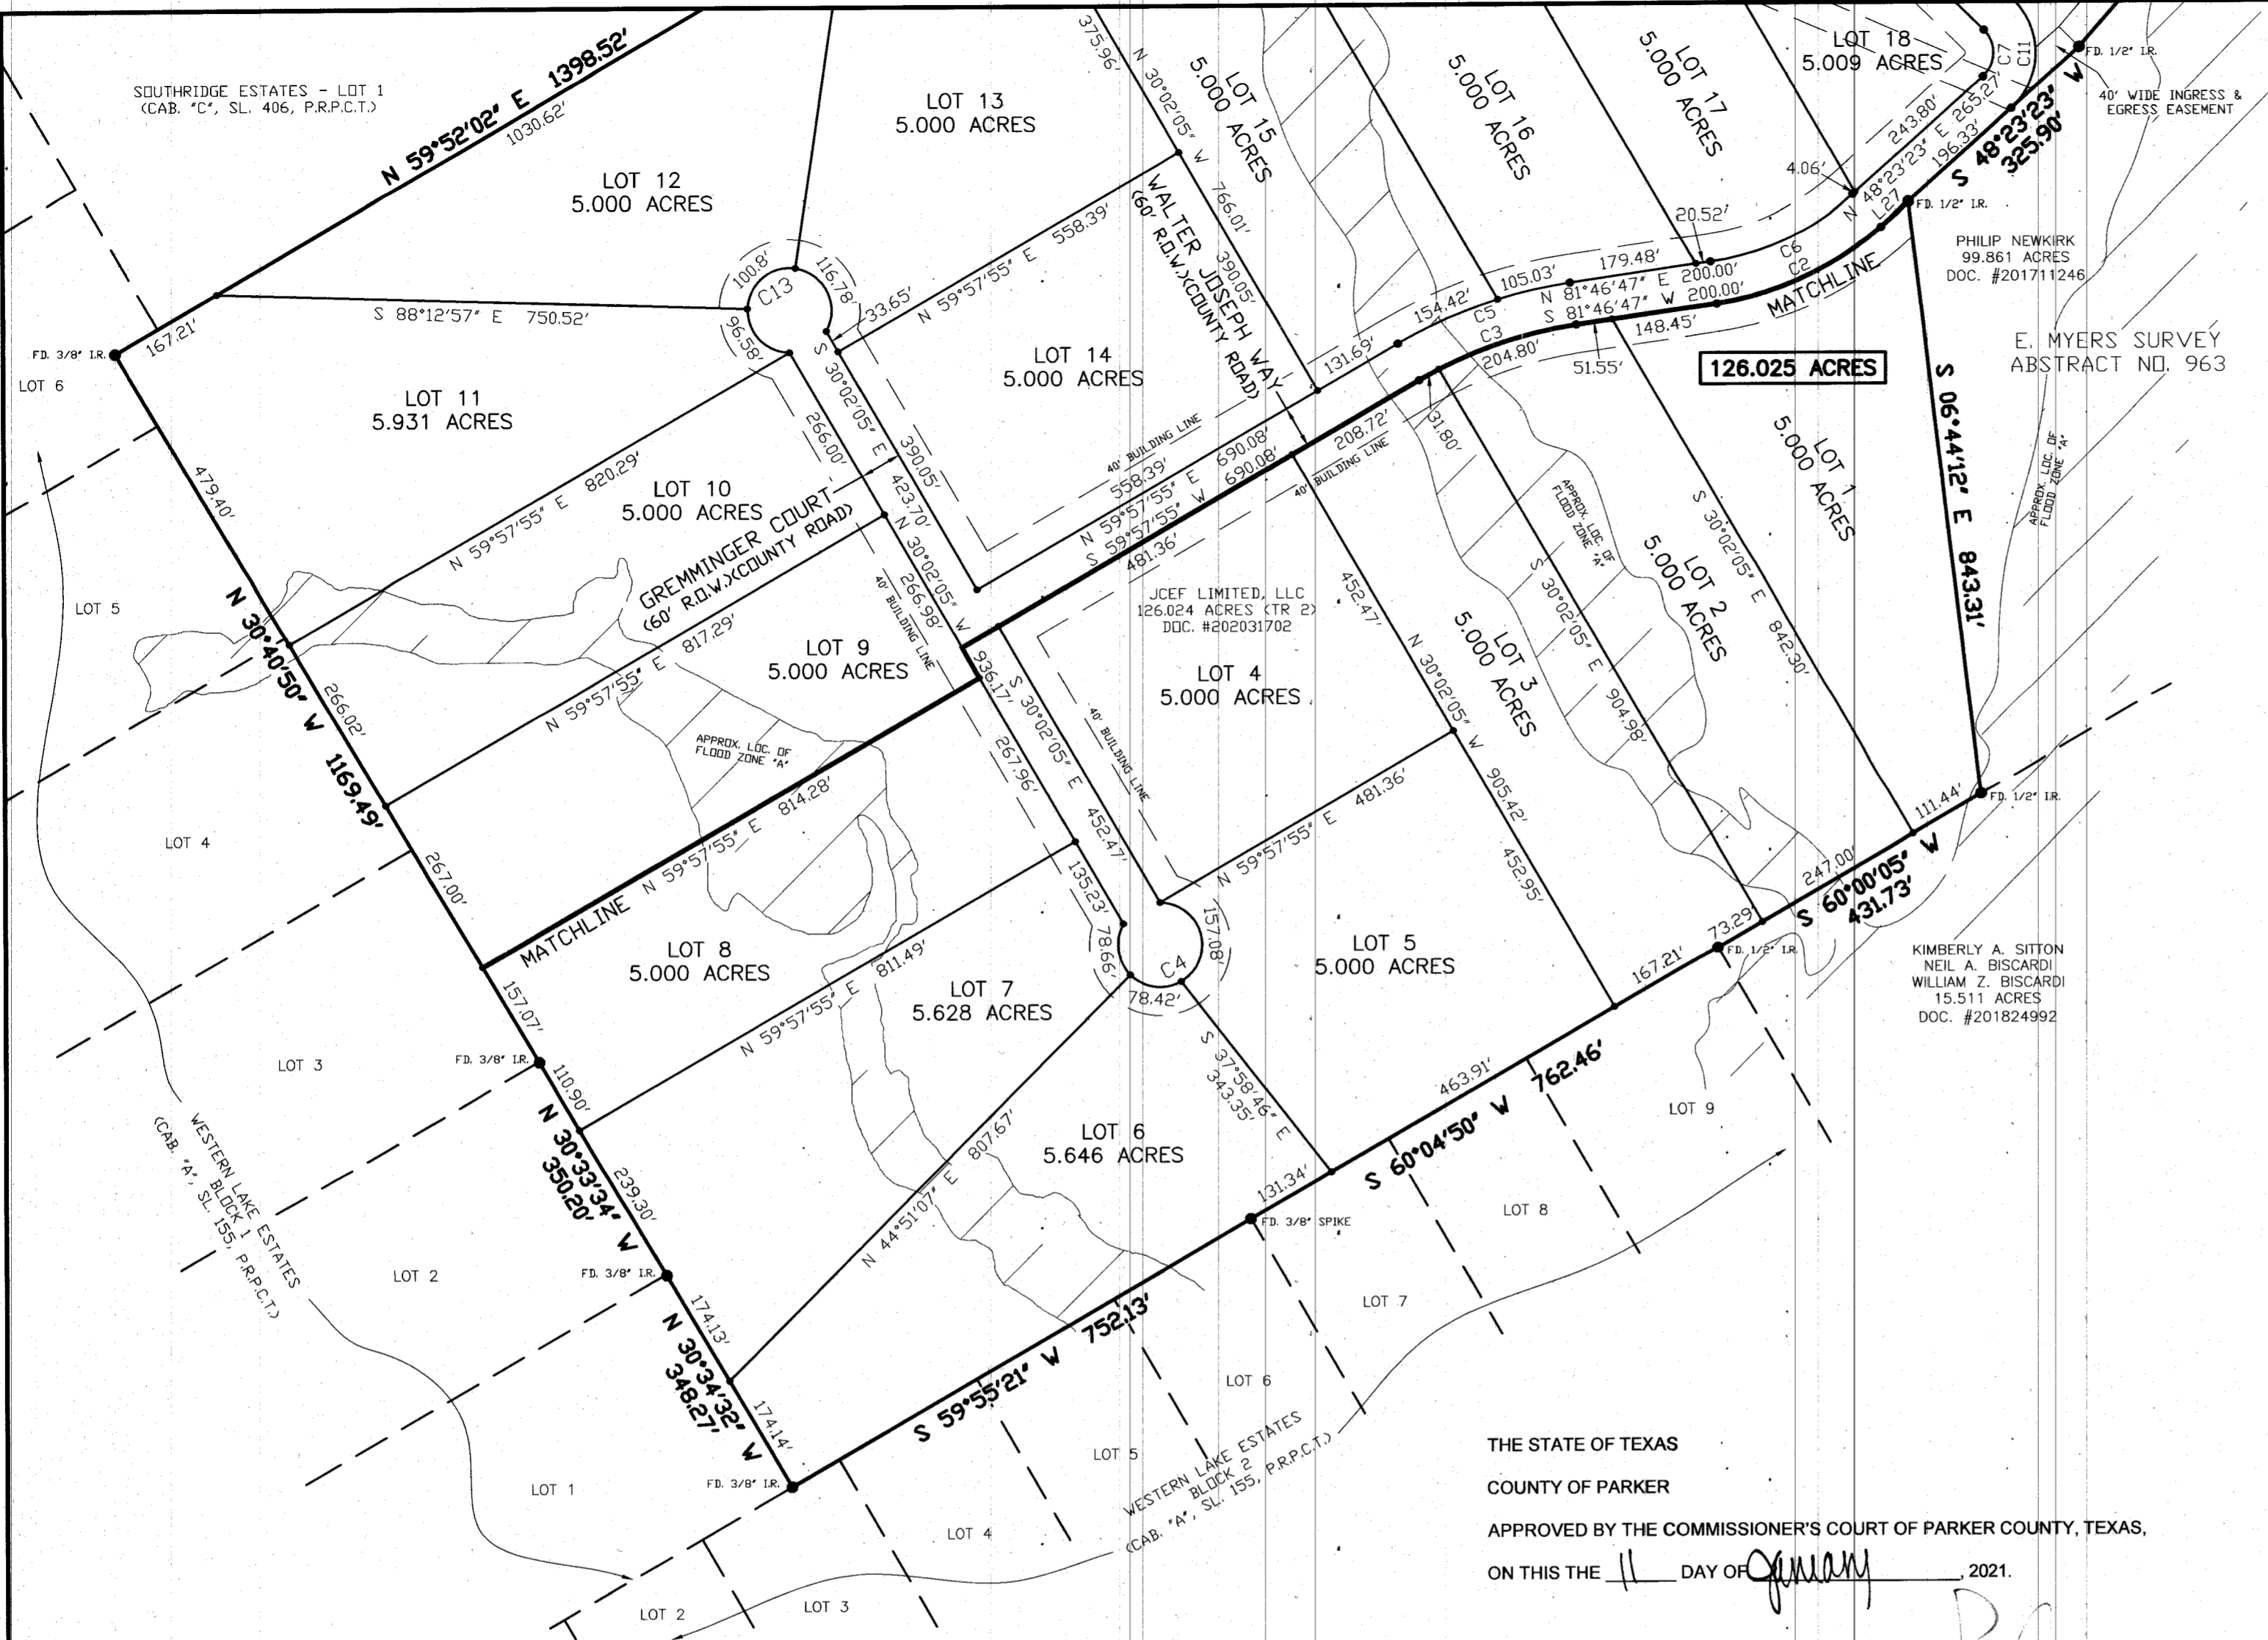 SOUTHRIDGE ESTATES - LOT 1
(CAB. "C", SL. 406, P.R.P.C.T.)
N 59°52'02" E 1398.52'
1030.62'
LOT 12
5.000 ACRES
LOT 13
5.000 ACRES
375.96'
N 30°02'05" W
766.01'
390.05'
LOT 15
5.000 ACRES
LOT 16
5.000 ACRES
LOT 17
5.000 ACRES
LOT 18
5.009 ACRES
C7
C11
FD. 1/2" I.R.
40' WIDE INGRESS &
EGRESS EASEMENT
243.80'
N 48°23'23" E 265.27'
196.33'
S 48°23'23" W
325.90'
4.06'
L27
FD. 1/2" I.R.
PHILIP NEWKIRK
99.861 ACRES
DOC. #201711246
E. MYERS SURVEY
ABSTRACT NO. 963
167.21'
FD. 3/8" I.R.
LOT 6
S 88°12'57" E 750.52'
100.8'
C13
116.78'
96.58'
33.65'
N 59°57'55" E 558.39'
WALTER JOSEPH WAY
(60' R.O.W.)(COUNTY ROAD)
LOT 14
5.000 ACRES
131.69'
154.42'
C5
C3
204.80'
105.03'
179.48'
20.52'
N 81°46'47" E 200.00'
S 81°46'47" W 200.00'
148.45'
51.55'
C6
C2
MATCHLINE
126.025 ACRES
LOT 11
5.931 ACRES
S 30°02'05" E 390.05'
266.00'
423.70'
479.40'
N 59°57'55" E 820.29'
LOT 10
5.000 ACRES
GREMMINGER COURT
(60' R.O.W.)(COUNTY ROAD)
40' BUILDING LINE
558.39'
N 59°57'55" E 690.08'
S 59°57'55" W 690.08'
481.36'
208.72'
40' BUILDING LINE
31.80'
APPROX. LOC. OF
FLOOD ZONE "A"
LOT 1
5.000 ACRES
S 06°44'12" E 843.31'
APPROX. LOC. OF
FLOOD ZONE "A"
LOT 5
N 30°40'50" W 1169.49'
N 59°57'55" E 817.29'
N 30°02'05" W
266.98'
936.17'
40' BUILDING LINE
LOT 9
5.000 ACRES
JCEF LIMITED, LLC
126.024 ACRES (TR 2)
DOC. #202031702
LOT 4
5.000 ACRES
452.47'
N 30°02'05" W 905.42'
LOT 3
5.000 ACRES
S 30°02'05" E 904.98'
LOT 2
5.000 ACRES
S 30°02'05" E 842.30'
266.02'
APPROX. LOC. OF
FLOOD ZONE "A"
S 30°02'05" E 452.47'
40' BUILDING LINE
267.96'
N 59°57'55" E 481.36'
111.44'
FD. 1/2" I.R.
LOT 4
267.00'
MATCHLINE N 59°57'55" E 814.28'
135.23'
78.66'
157.08'
C4
78.42'
452.95'
247.00'
S 60°00'05" W
431.73'
73.29'
FD. 1/2" I.R.
167.21'
KIMBERLY A. SITTON
NEIL A. BISCARDI
WILLIAM Z. BISCARDI
15.511 ACRES
DOC. #201824992
LOT 8
5.000 ACRES
N 59°57'55" E 811.49'
LOT 7
5.628 ACRES
LOT 5
5.000 ACRES
157.07'
LOT 3
FD. 3/8" I.R.
110.90'
N 30°33'34" W
350.20'
239.30'
S 37°58'46" E
343.35'
463.91'
S 60°04'50" W 762.46'
LOT 9
WESTERN LAKE ESTATES
BLOCK 1
(CAB. "A", SL. 155, P.R.P.C.T.)
N 44°51'07" E 807.67'
LOT 6
5.646 ACRES
131.34'
FD. 3/8" SPIKE
LOT 8
LOT 2
FD. 3/8" I.R.
174.13'
N 30°34'32" W
348.27'
174.14'
LOT 7
S 59°55'21" W 752.13'
LOT 6
LOT 5
FD. 3/8" I.R.
LOT 1
LOT 4
WESTERN LAKE ESTATES
BLOCK 2
(CAB. "A", SL. 155, P.R.P.C.T.)
LOT 2
LOT 3
THE STATE OF TEXAS
COUNTY OF PARKER
APPROVED BY THE COMMISSIONER'S COURT OF PARKER COUNTY, TEXAS,
ON THIS THE 11 DAY OF January, 2021.